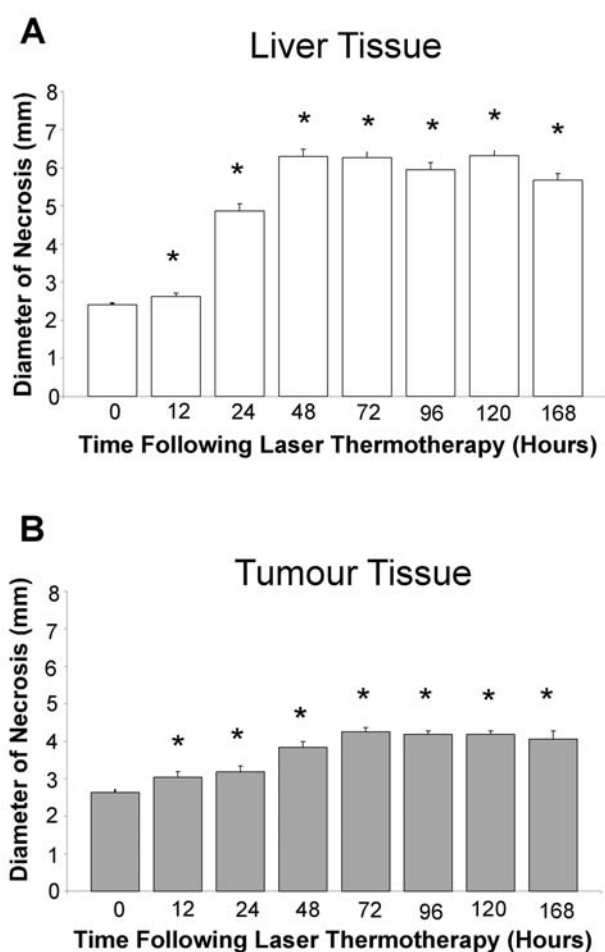 A
Liver Tissue
Diameter of Necrosis (mm)
8
7
6
5
4
3
2
1
0
* * * * * * *
0 12 24 48 72 96 120 168
Time Following Laser Thermotherapy (Hours)
B
Tumour Tissue
Diameter of Necrosis (mm)
8
7
6
5
4
3
2
1
0
* * * * * * *
0 12 24 48 72 96 120 168
Time Following Laser Thermotherapy (Hours)